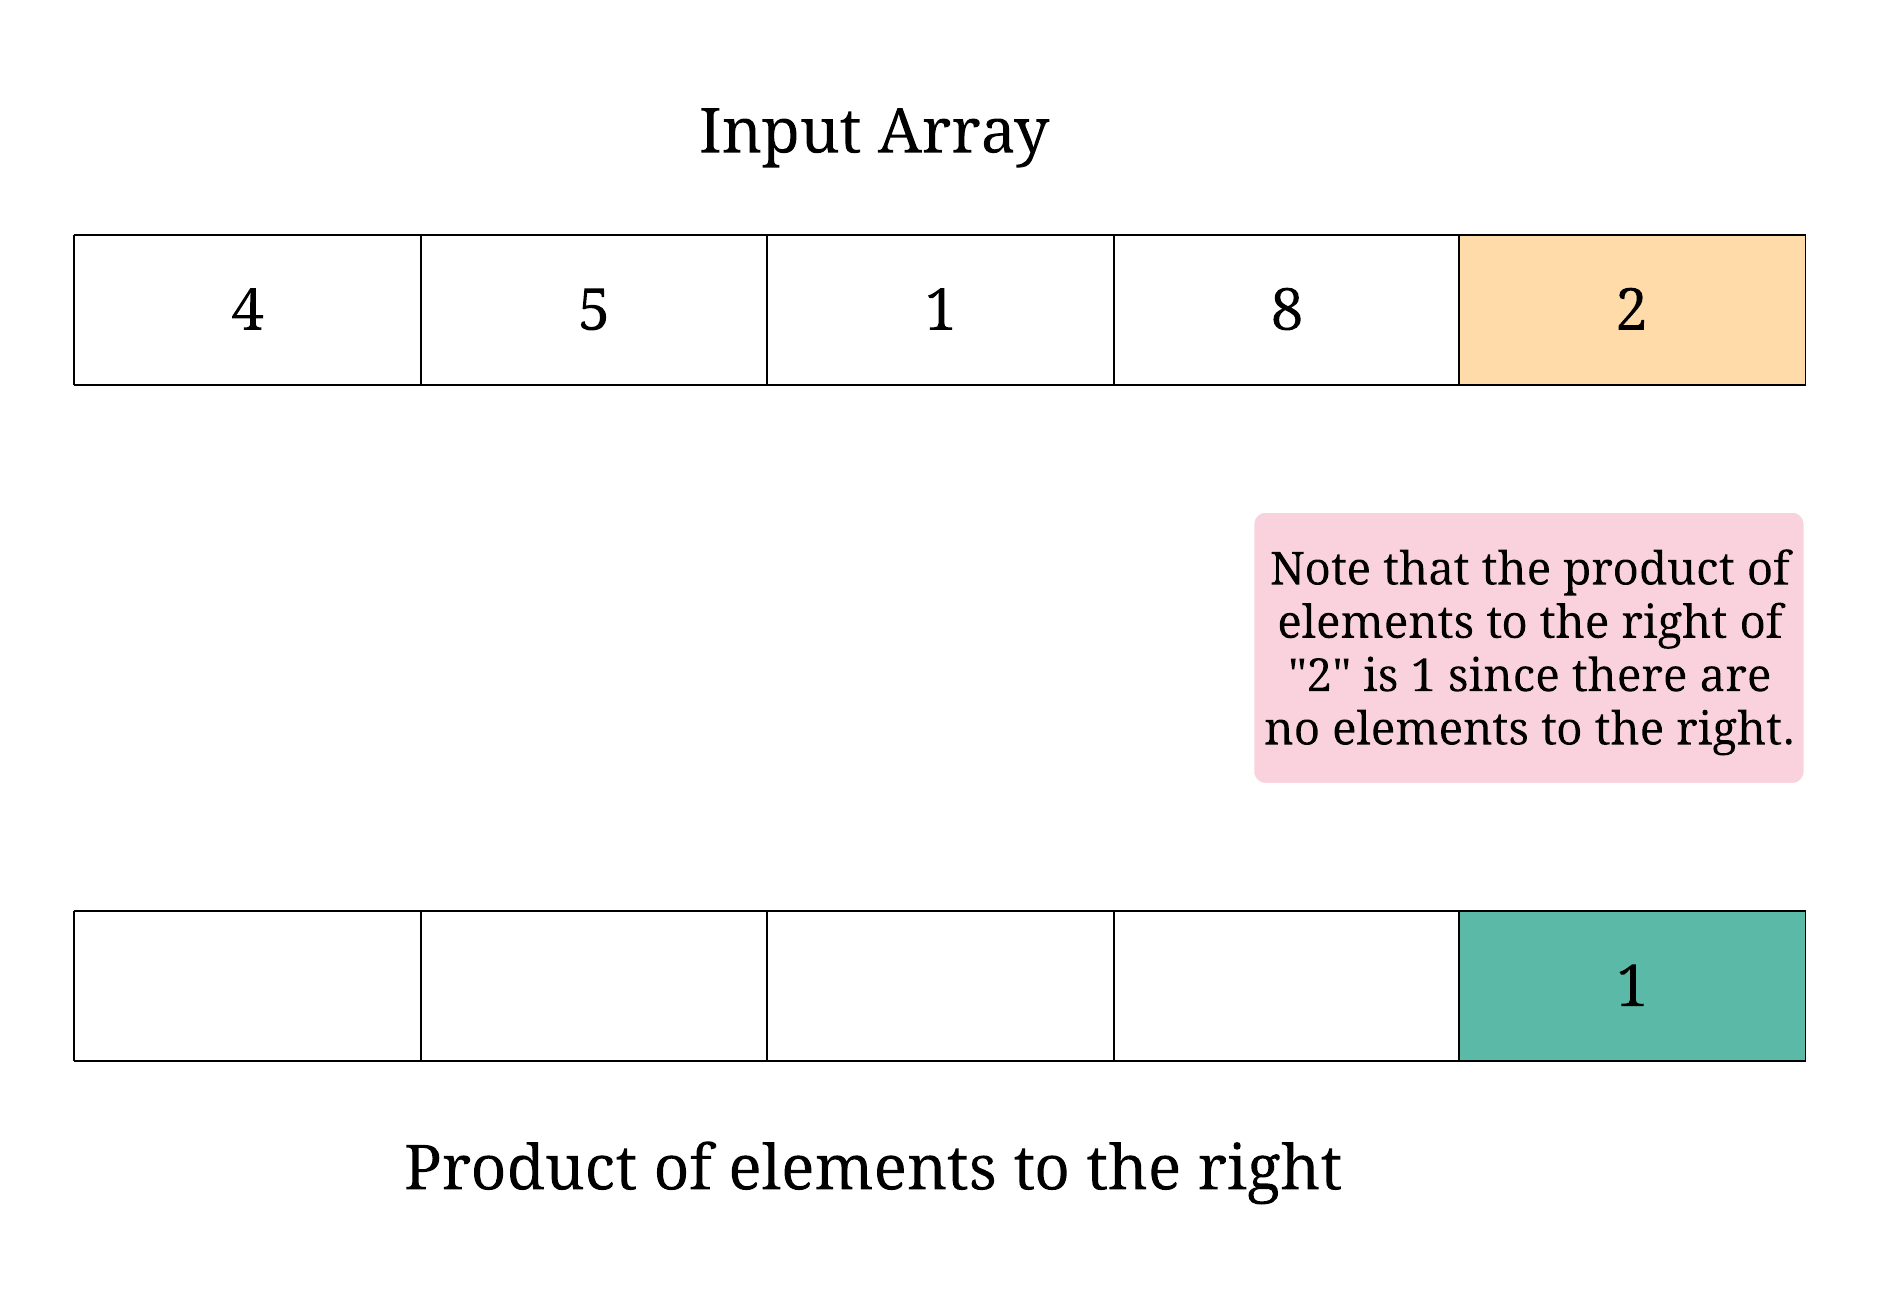 Input Array
4 5 1 8 2
Note that the product of
elements to the right of
"2" is 1 since there are
no elements to the right.
1
Product of elements to the right